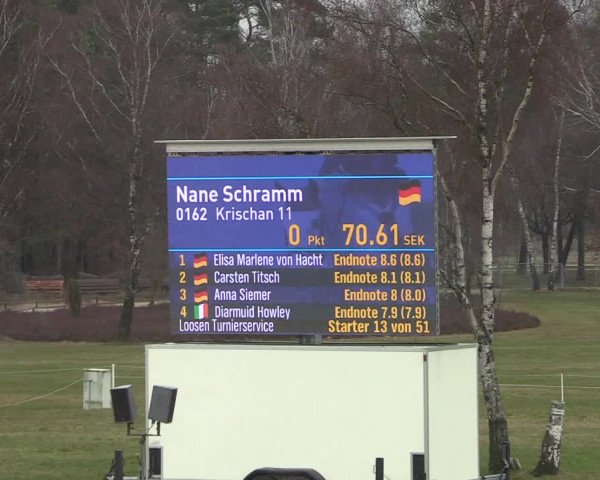 Nane Schramm
0162 Krischan 11
0 Pkt 70.61 SEK
1 Elisa Marlene von Hacht Endnote 8.6 (8.6)
2 Carsten Titsch Endnote 8.1 (8.1)
3 Anna Siemer Endnote 8 (8.0)
4 Diarmuid Howley Endnote 7.9 (7.9)
Loosen Turnierservice Starter 13 von 51